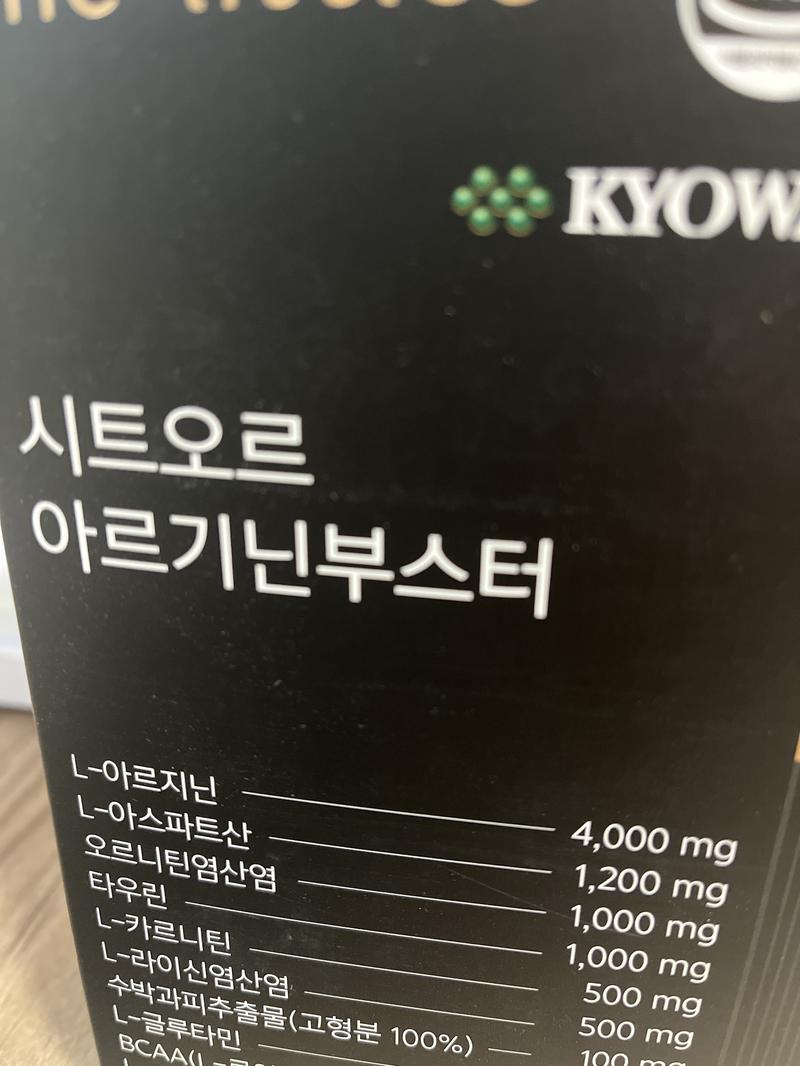 KYOWA
시트오르
아르기닌부스터
L-아르지닌 4,000 mg
L-아스파트산 1,200 mg
오르니틴염산염 1,000 mg
타우린 1,000 mg
L-카르니틴 500 mg
L-라이신염산염 500 mg
수박과피추출물(고형분 100%) 100 mg
L-글루타민
BCAA(L-